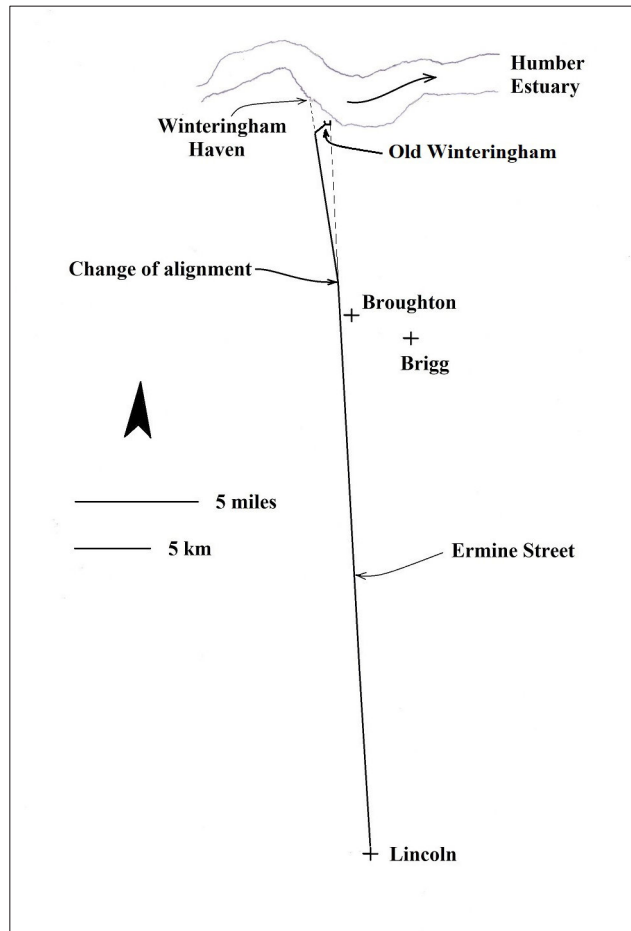 Humber
Estuary
Winteringham
Haven
Old Winteringham
Change of alignment
Broughton
Brigg
5 miles
5 km
Ermine Street
Lincoln